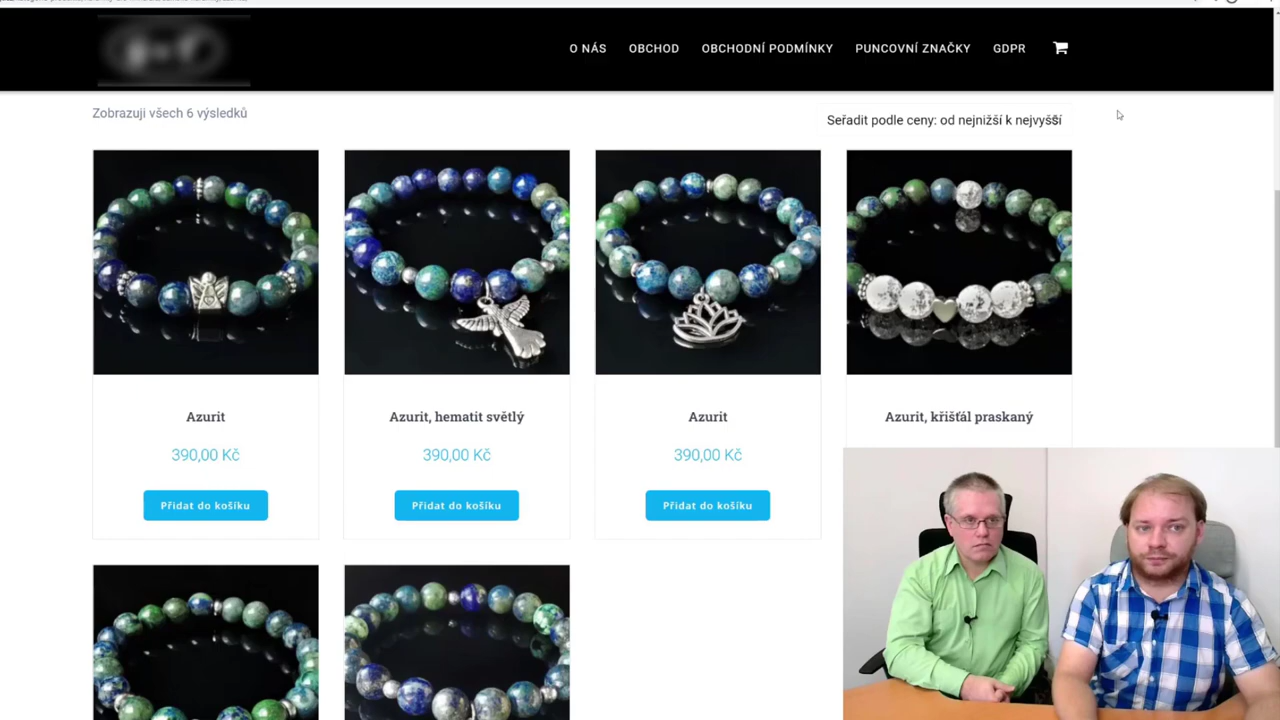 O NÁS
OBCHOD
OBCHODNÍ PODMÍNKY
PUNCOVNÍ ZNAČKY
GDPR
Zobrazuji všech 6 výsledků
Seřadit podle ceny: od nejnižší k nejvyšší
Azurit
Azurit, hematit světlý
Azurit
Azurit, křišťál praskaný
390,00 Kč
390,00 Kč
390,00 Kč
Přidat do košíku
Přidat do košíku
Přidat do košíku